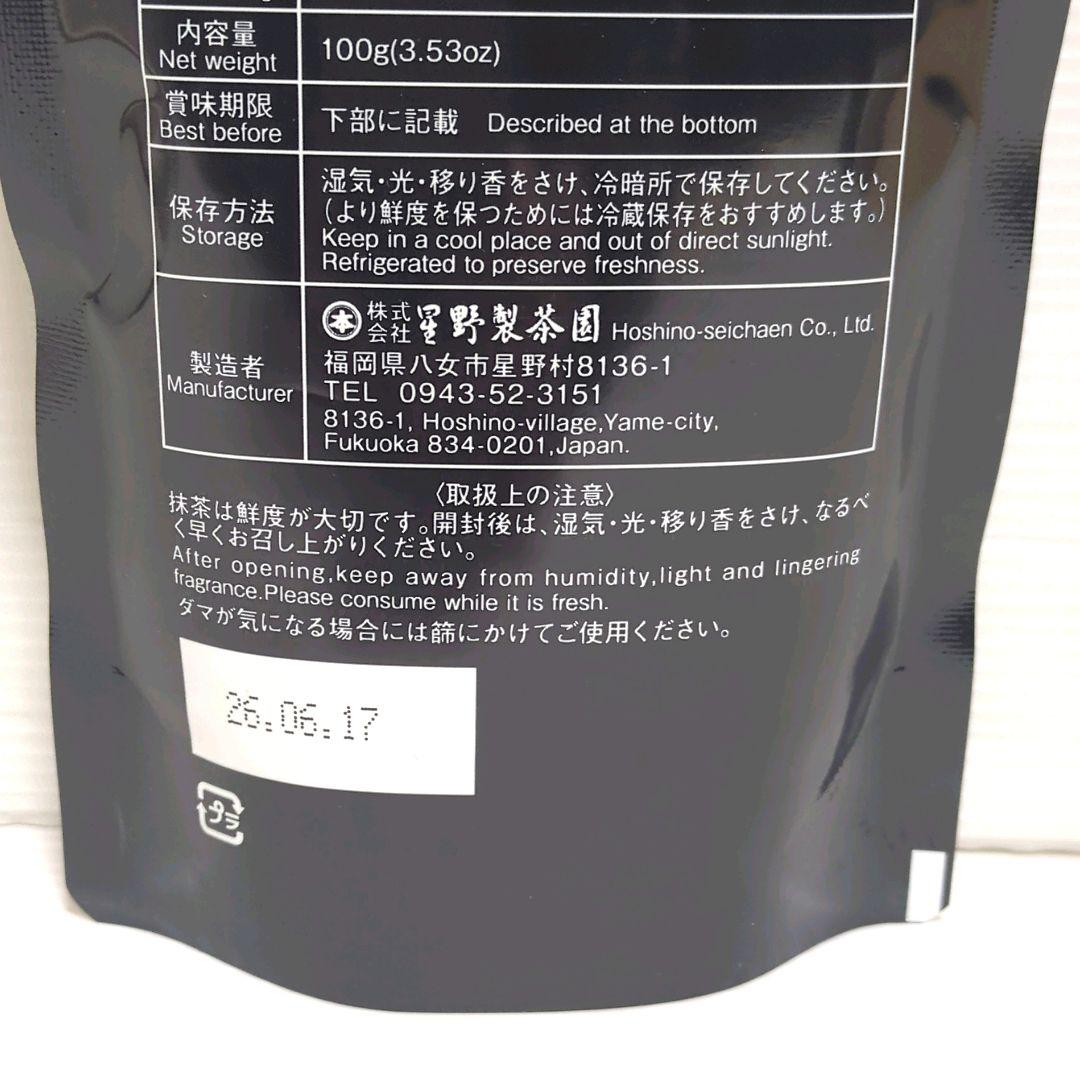 内容量
Net weight
100g(3.53oz)
賞味期限
Best before
下部に記載 Described at the bottom
保存方法
Storage
湿気・光・移り香をさけ、冷暗所で保存してください。
(より鮮度を保つためには冷蔵保存をおすすめします。)
Keep in a cool place and out of direct sunlight.
Refrigerated to preserve freshness.
製造者
Manufacturer
本 株式会社 星野製茶園 Hoshino-seichaen Co., Ltd.
福岡県八女市星野村8136-1
TEL 0943-52-3151
8136-1, Hoshino-village,Yame-city,
Fukuoka 834-0201,Japan.
〈取扱上の注意〉
抹茶は鮮度が大切です。開封後は、湿気・光・移り香をさけ、なるべ
く早くお召し上がりください。
After opening,keep away from humidity,light and lingering
fragrance.Please consume while it is fresh.
ダマが気になる場合には篩にかけてご使用ください。
26.06.17
プラ